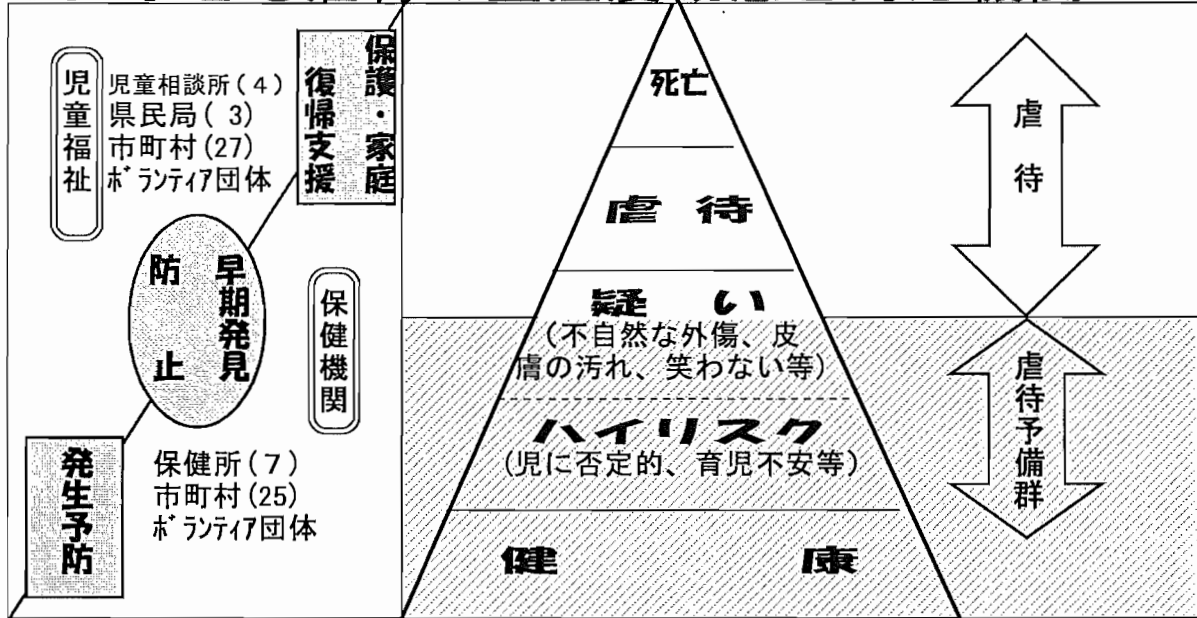 児童福祉
児童相談所(4)
県民局( 3)
市町村(27)
ボランティア団体
保護・家庭
復帰支援
早期発見
防止
保健機関
発生予防
保健所(7)
市町村(25)
ボランティア団体
死亡
虐待
疑い
(不自然な外傷、皮
膚の汚れ、笑わない等)
ハイリスク
(児に否定的、育児不安等)
健康
虐待
虐待予備群